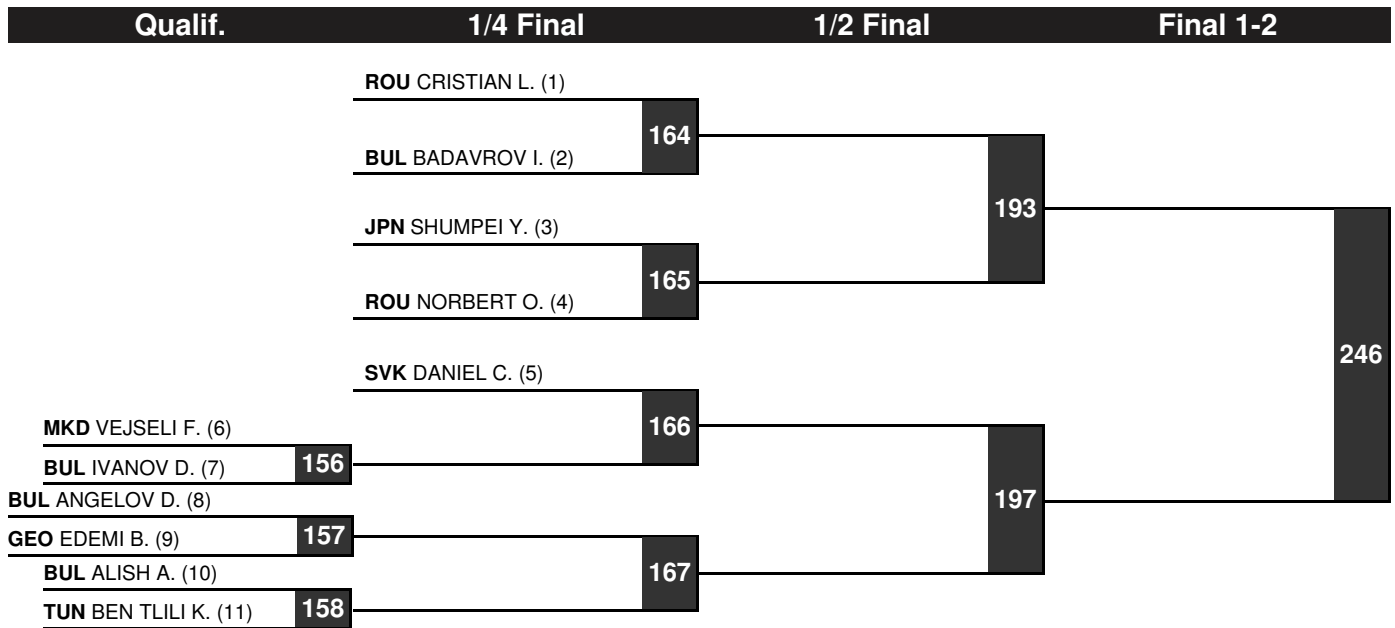 Qualif. 1/4 Final 1/2 Final Final 1-2
ROU CRISTIAN L. (1)
164
BUL BADAVROV I. (2)
193
JPN SHUMPEI Y. (3)
165
ROU NORBERT O. (4)
246
SVK DANIEL C. (5)
166
MKD VEJSELI F. (6)
156
BUL IVANOV D. (7)
197
BUL ANGELOV D. (8)
157
GEO EDEMI B. (9)
167
BUL ALISH A. (10)
158
TUN BEN TLILI K. (11)